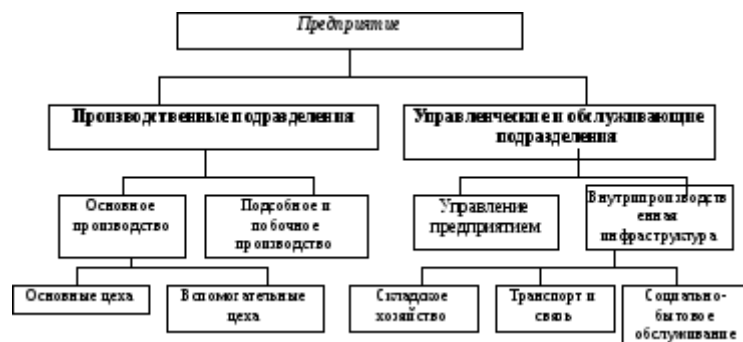 Предприятие
Производственные подразделения
Управленческие и обслуживающие
подразделения
Основное
производство
Подсобное и
побочное
производство
Управление
предприятием
Внутрипроизводств
енная
инфраструктура
Основные цеха
Вспомогательные
цеха
Складское
хозяйство
Транспорт и
связь
Социально-
бытовое
обслуживание